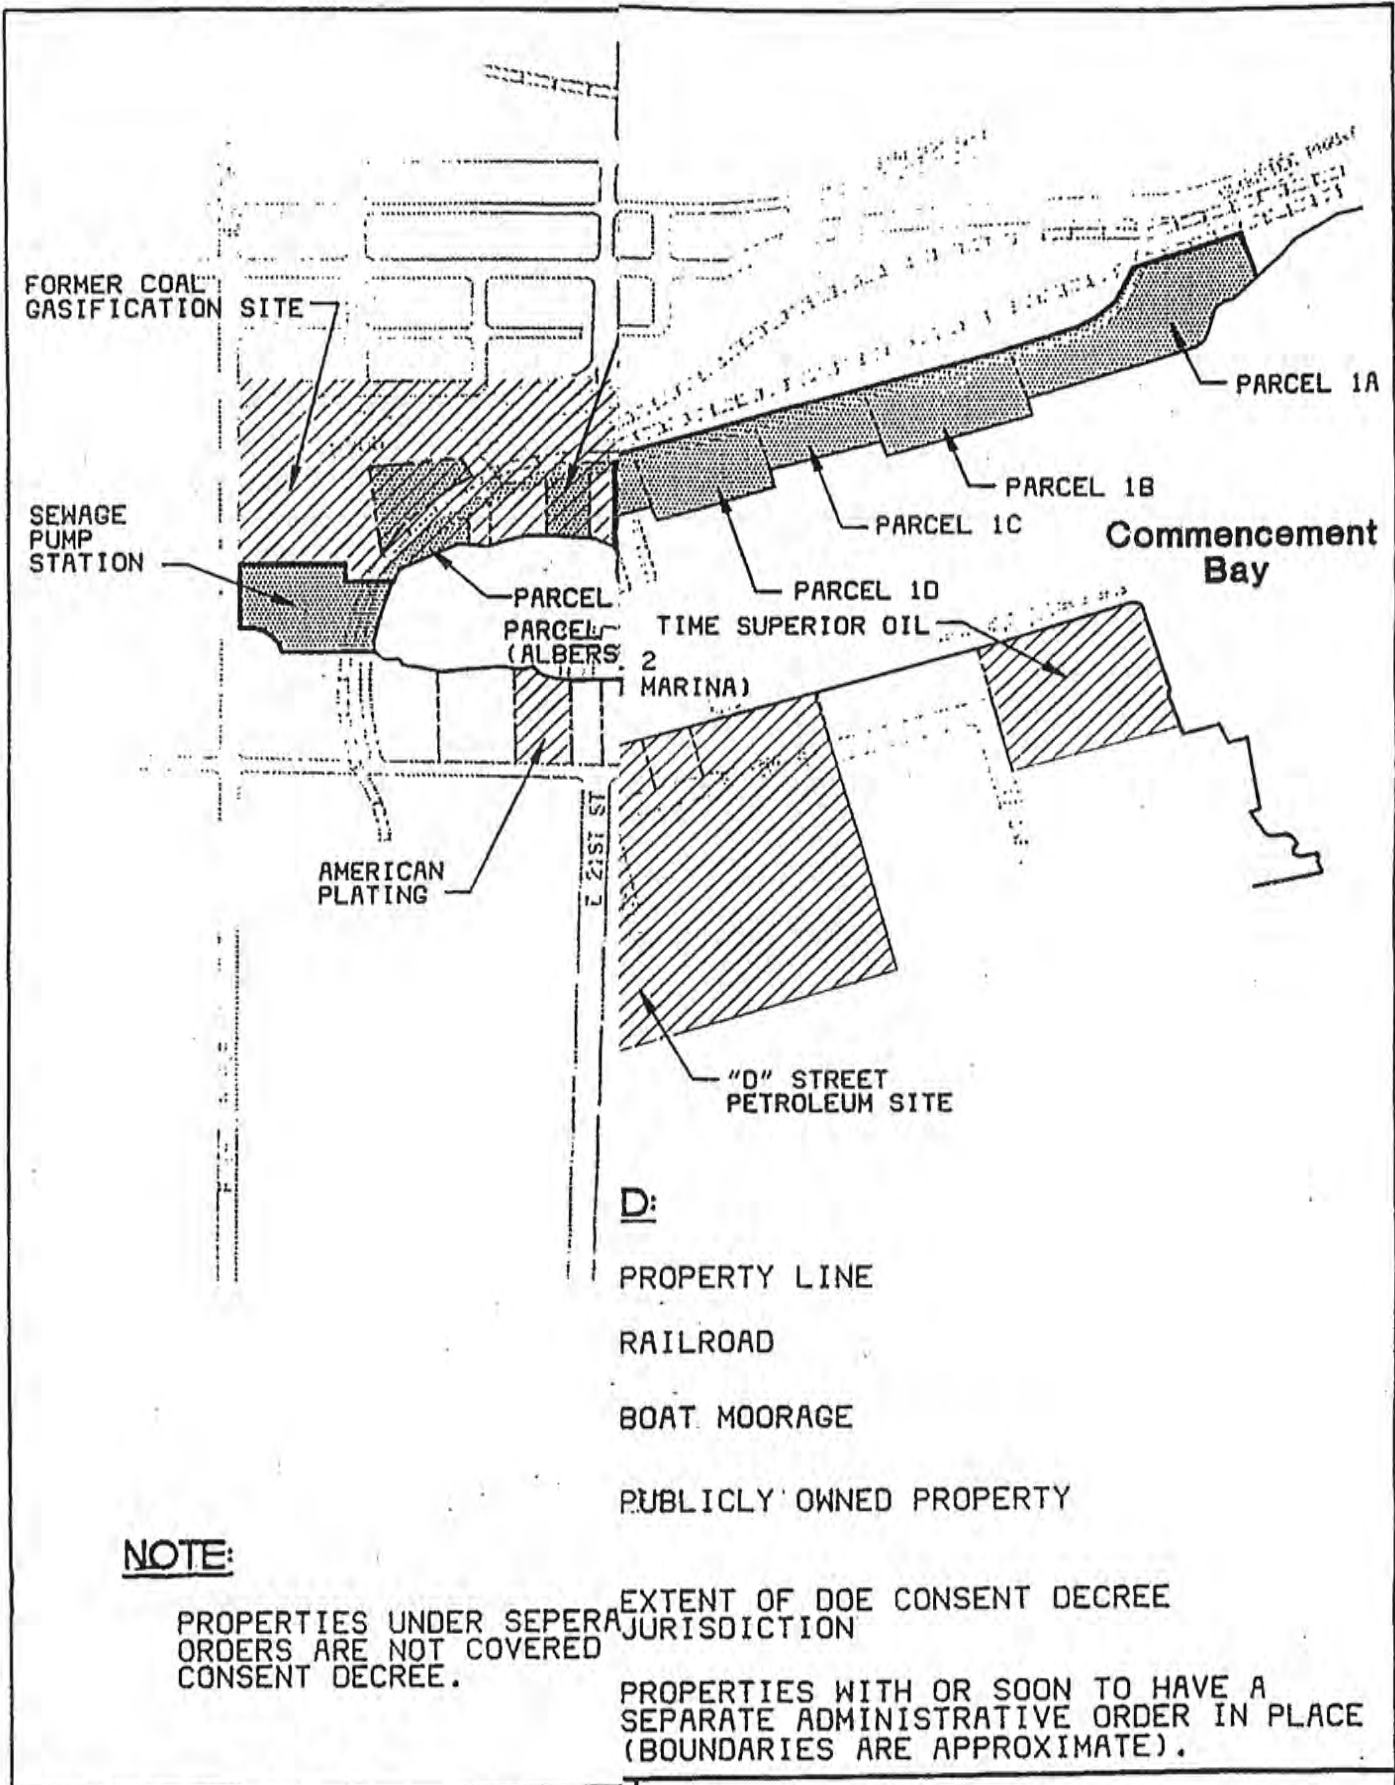 FORMER COAL
GASIFICATION SITE
PARCEL 1A
SEWAGE
PUMP
STATION
PARCEL 1B
PARCEL 1C
Commencement
Bay
PARCEL 1D
PARCEL
PARCEL
(ALBERS
2
MARINA)
TIME SUPERIOR OIL
AMERICAN
PLATING
E 21ST ST
"D" STREET
PETROLEUM SITE
D:
PROPERTY LINE
RAILROAD
BOAT MOORAGE
PUBLICLY OWNED PROPERTY
EXTENT OF DOE CONSENT DECREE
JURISDICTION
PROPERTIES WITH OR SOON TO HAVE A
SEPARATE ADMINISTRATIVE ORDER IN PLACE
(BOUNDARIES ARE APPROXIMATE).
NOTE:
PROPERTIES UNDER SEPERA
ORDERS ARE NOT COVERED
CONSENT DECREE.